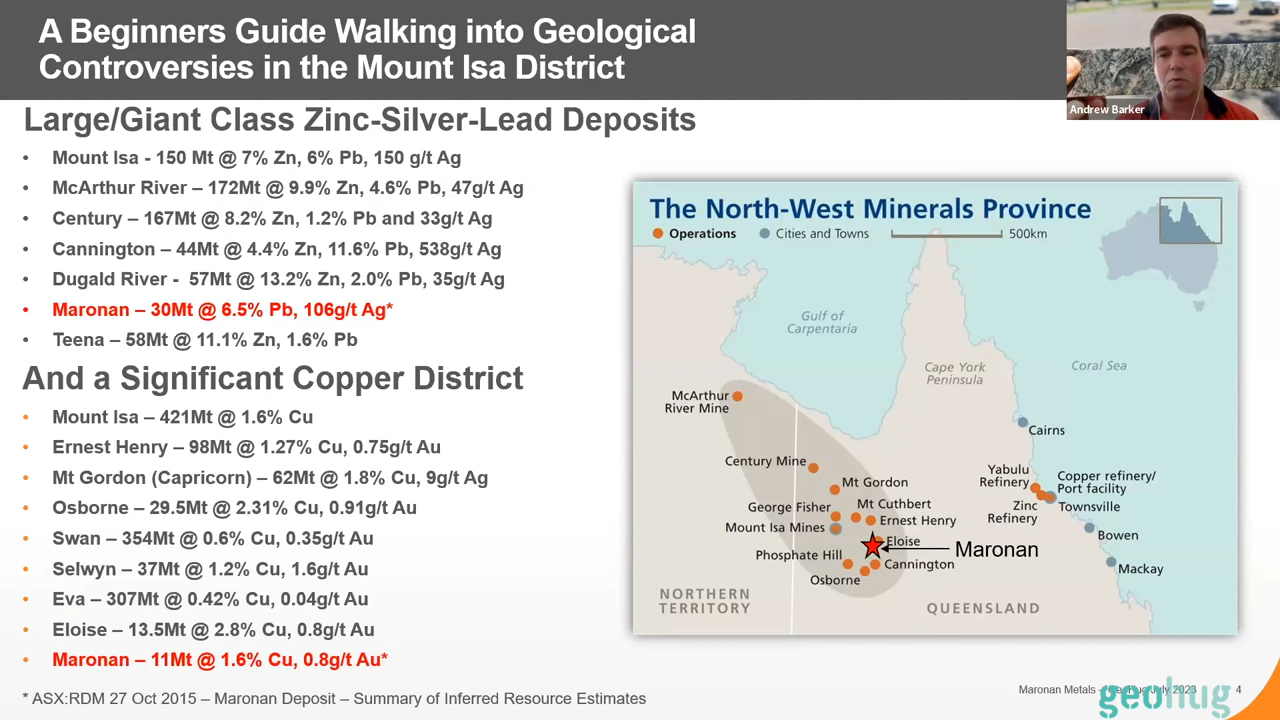 A Beginners Guide Walking into Geological
Controversies in the Mount Isa District
Andrew Barker
Large/Giant Class Zinc-Silver-Lead Deposits
• Mount Isa - 150 Mt @ 7% Zn, 6% Pb, 150 g/t Ag
• McArthur River – 172Mt @ 9.9% Zn, 4.6% Pb, 47g/t Ag
• Century – 167Mt @ 8.2% Zn, 1.2% Pb and 33g/t Ag
• Cannington – 44Mt @ 4.4% Zn, 11.6% Pb, 538g/t Ag
• Dugald River - 57Mt @ 13.2% Zn, 2.0% Pb, 35g/t Ag
• Maronan – 30Mt @ 6.5% Pb, 106g/t Ag*
• Teena – 58Mt @ 11.1% Zn, 1.6% Pb
And a Significant Copper District
• Mount Isa – 421Mt @ 1.6% Cu
• Ernest Henry – 98Mt @ 1.27% Cu, 0.75g/t Au
• Mt Gordon (Capricorn) – 62Mt @ 1.8% Cu, 9g/t Ag
• Osborne – 29.5Mt @ 2.31% Cu, 0.91g/t Au
• Swan – 354Mt @ 0.6% Cu, 0.35g/t Au
• Selwyn – 37Mt @ 1.2% Cu, 1.6g/t Au
• Eva – 307Mt @ 0.42% Cu, 0.04g/t Au
• Eloise – 13.5Mt @ 2.8% Cu, 0.8g/t Au
• Maronan – 11Mt @ 1.6% Cu, 0.8g/t Au*
* ASX:RDM 27 Oct 2015 – Maronan Deposit – Summary of Inferred Resource Estimates
The North-West Minerals Province
Operations
Cities and Towns
500km
Gulf of
Carpentaria
Cape York
Peninsula
Coral Sea
McArthur
River Mine
Cairns
Century Mine
Mt Gordon
Yabulu
Refinery
Copper refinery/
Port facility
George Fisher
Mt Cuthbert
Zinc
Refinery
Townsville
Mount Isa Mines
Ernest Henry
Eloise
Bowen
Maronan
Phosphate Hill
Cannington
Mackay
Osborne
NORTHERN
TERRITORY
QUEENSLAND
Maronan Metals – GeoHug July 2023
4
geohug